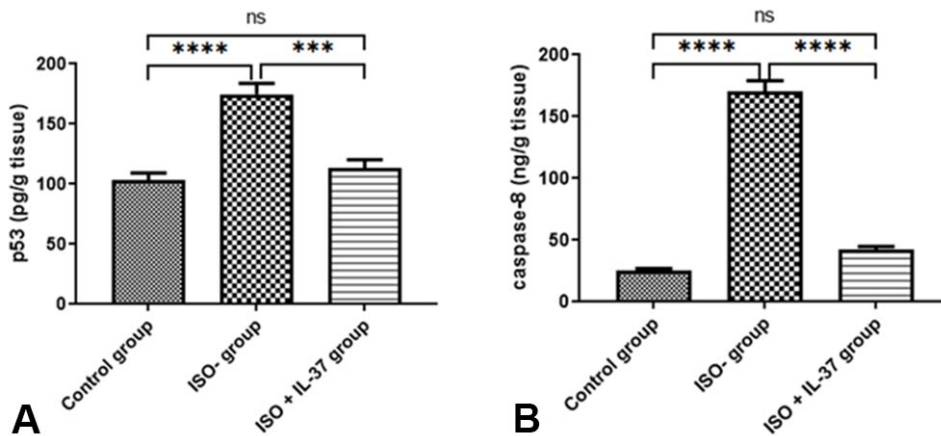 ns
**** ***
p53 (pg/g tissue)
200
150
100
50
0
Control group
ISO- group
ISO + IL-37 group
A
ns
**** ****
caspase-8 (ng/g tissue)
200
150
100
50
0
Control group
ISO- group
ISO + IL-37 group
B